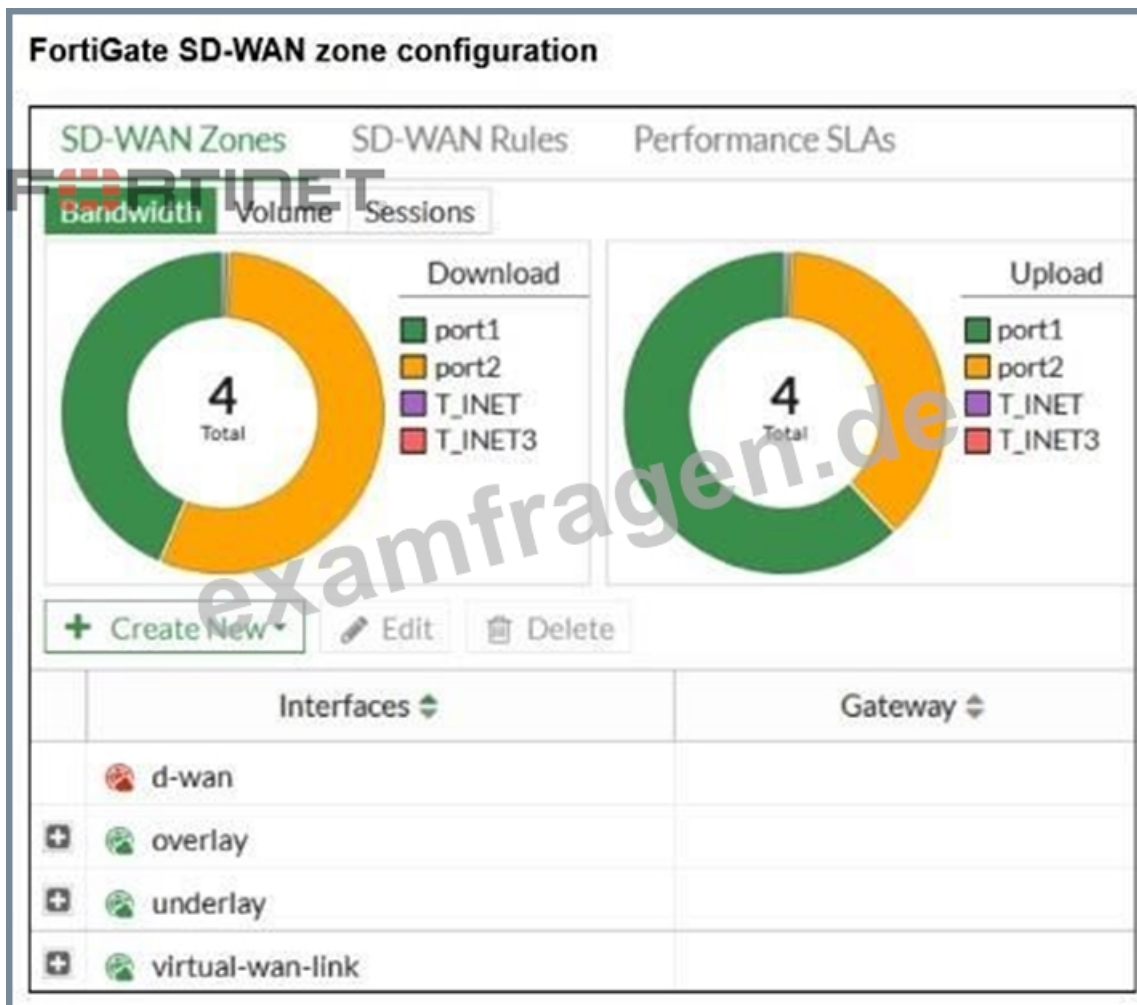 FortiGate SD-WAN zone configuration
SD-WAN Zones SD-WAN Rules Performance SLAs
FORTINET
Bandwidth Volume Sessions
Download
port1
port2
T_INET
T_INET3
4
Total
Upload
port1
port2
T_INET
T_INET3
4
Total
examfragen.de
+ Create New Edit Delete
Interfaces Gateway
d-wan
overlay
underlay
virtual-wan-link